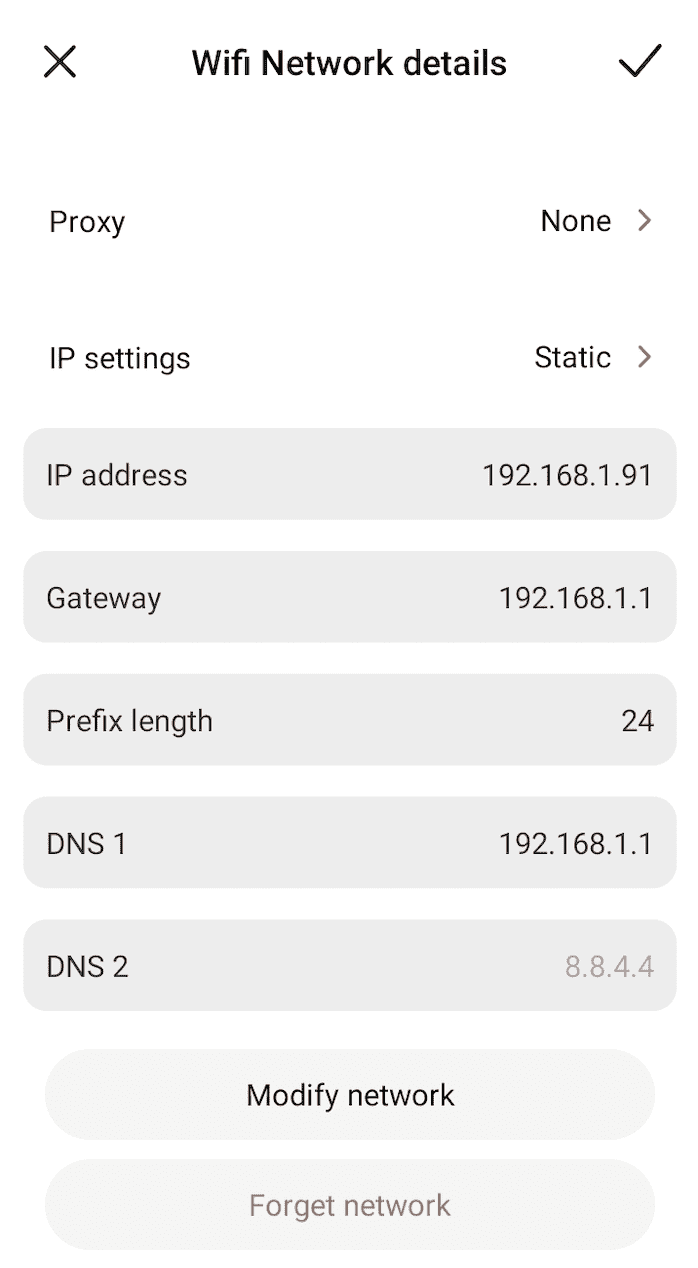 Wifi Network details
Proxy None
IP settings Static
IP address 192.168.1.91
Gateway 192.168.1.1
Prefix length 24
DNS 1 192.168.1.1
DNS 2 8.8.4.4
Modify network
Forget network